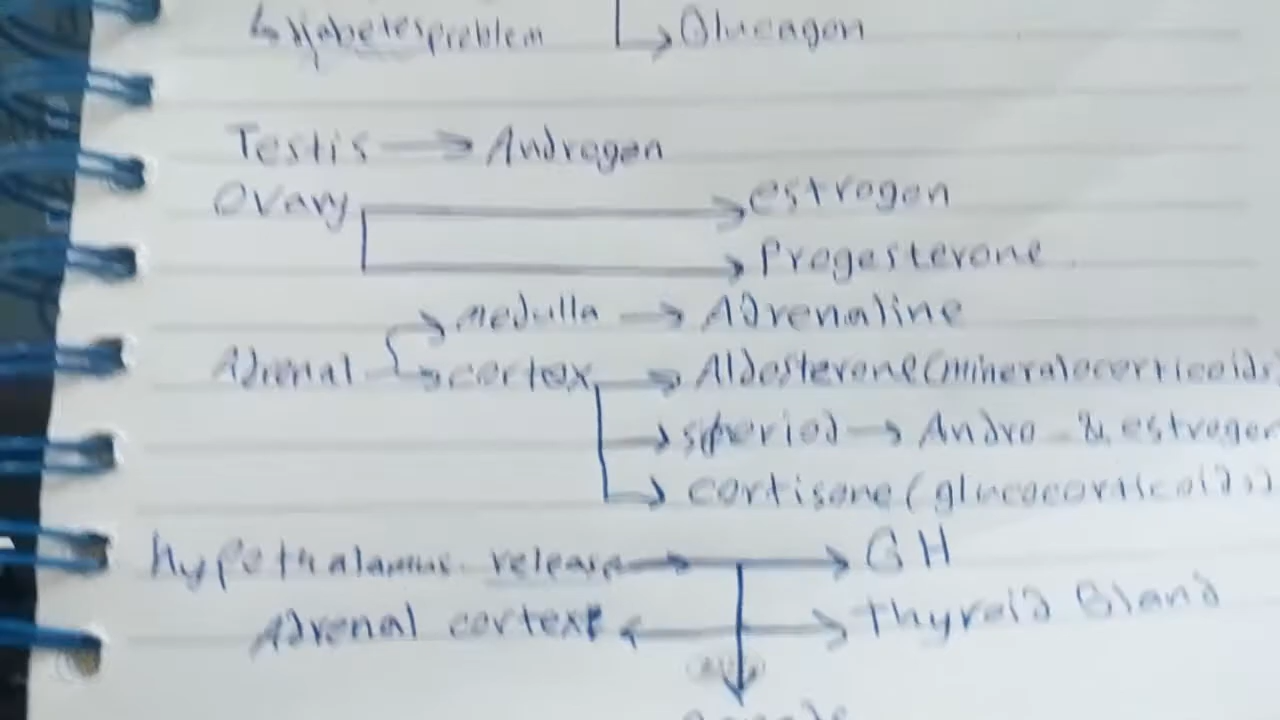 ↳ Diabetes problem → Glucagon
Testis → Androgen
Ovary → estrogen
→ Progesterone
→ Medulla → Adrenaline
Adrenal → cortex → Aldosterone (mineralocorticoids)
→ Andro & estrogen
→ cortisone (glucocorticoids)
Hypothalamus release → GH
Adrenal cortex ← → Thyroid Gland